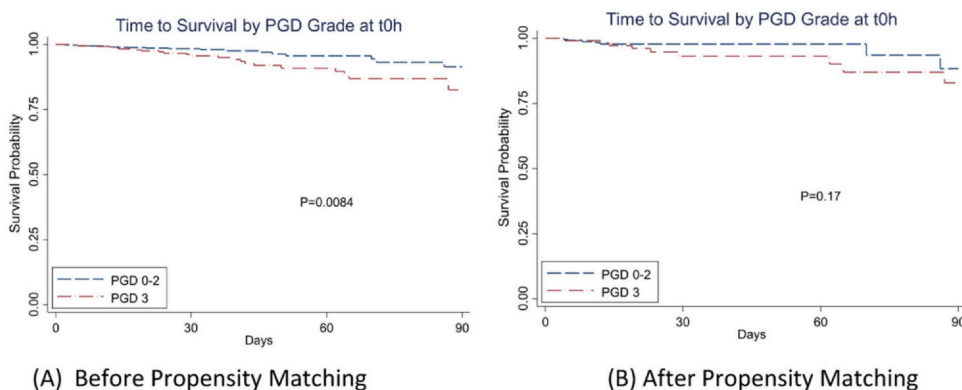 Time to Survival by PGD Grade at t0h
Survival Probability
1.00
0.75
0.50
0.25
0.00
P=0.0084
PGD 0-2
PGD 3
0 30 60 90
Days
(A) Before Propensity Matching
Time to Survival by PGD Grade at t0h
Survival Probability
1.00
0.75
0.50
0.25
0.00
P=0.17
PGD 0-2
PGD 3
0 30 60 90
Days
(B) After Propensity Matching